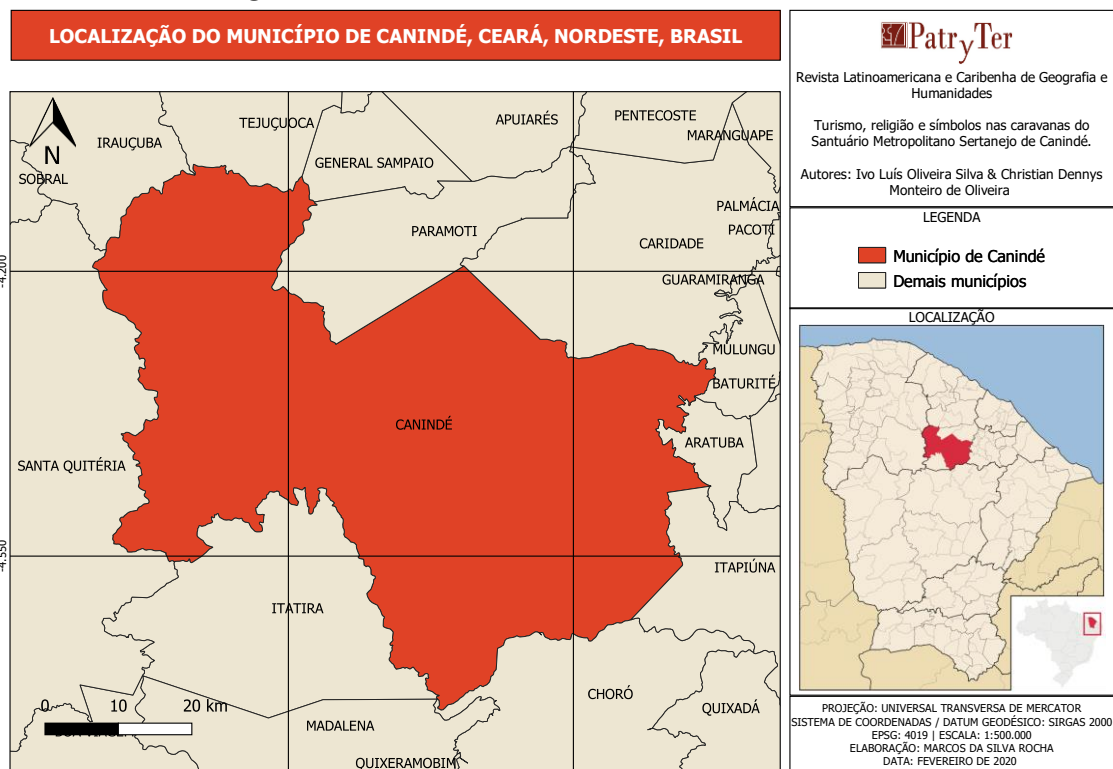 LOCALIZAÇÃO DO MUNICÍPIO DE CANINDÉ, CEARÁ, NORDESTE, BRASIL
N
IRAUÇUBA
TEJUÇUOCA
APUIARÉS
PENTECOSTE
MARANGUAPE
SOBRAL
GENERAL SAMPAIO
PALMÁCIA
PACOTI
PARAMOTI
CARIDADE
-4.200
GUARAMIRANGA
MULUNGU
BATURITÉ
CANINDÉ
ARATUBA
SANTA QUITÉRIA
-4.550
ITAPIÚNA
ITATIRA
CHORÓ
QUIXADÁ
0 10 20 km
MADALENA
QUIXERAMOBIM
PatryTer
Revista Latinoamericana e Caribenha de Geografia e
Humanidades
Turismo, religião e símbolos nas caravanas do
Santuário Metropolitano Sertanejo de Canindé.
Autores: Ivo Luís Oliveira Silva & Christian Dennys
Monteiro de Oliveira
LEGENDA
Município de Canindé
Demais municípios
LOCALIZAÇÃO
PROJEÇÃO: UNIVERSAL TRANSVERSA DE MERCATOR
SISTEMA DE COORDENADAS / DATUM GEODÉSICO: SIRGAS 2000
EPSG: 4019 | ESCALA: 1:500.000
ELABORAÇÃO: MARCOS DA SILVA ROCHA
DATA: FEVEREIRO DE 2020